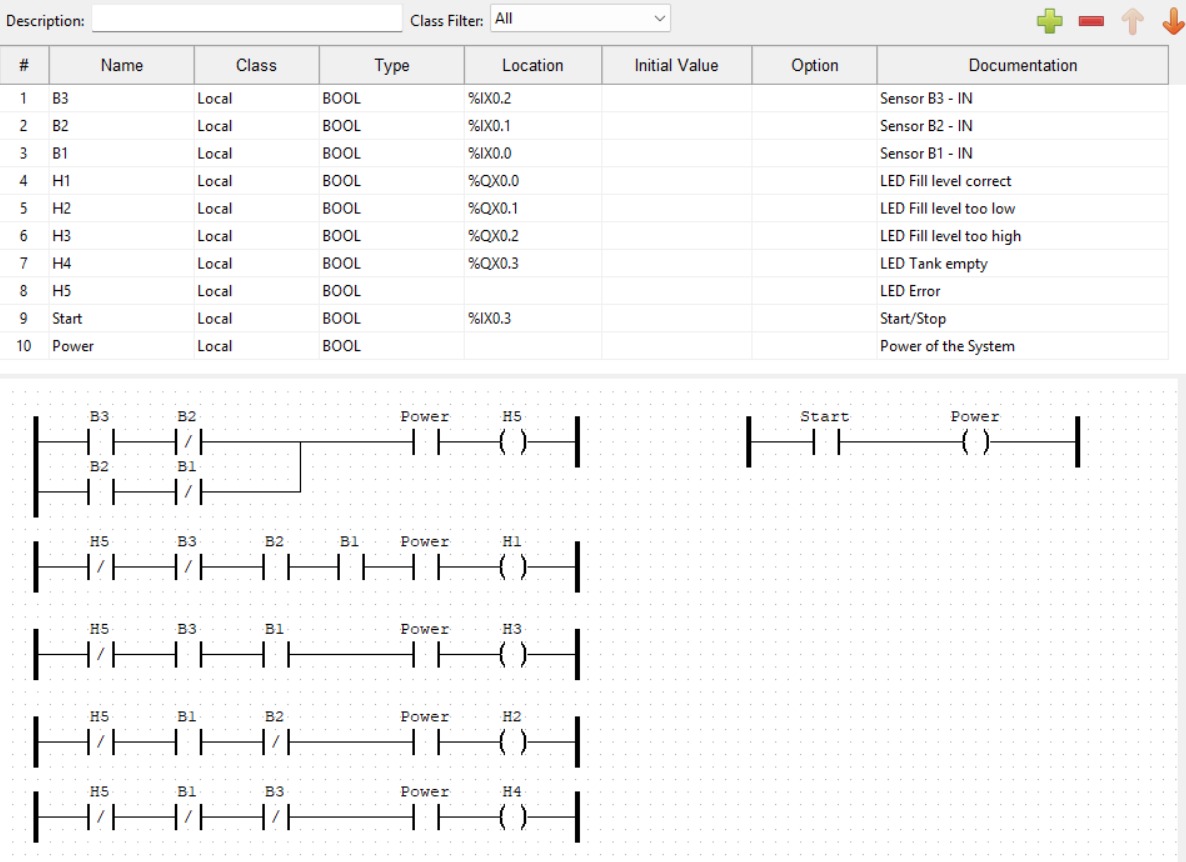 Description: Class Filter: All
# Name Class Type Location Initial Value Option Documentation
1 B3 Local BOOL %IX0.2 Sensor B3 - IN
2 B2 Local BOOL %IX0.1 Sensor B2 - IN
3 B1 Local BOOL %IX0.0 Sensor B1 - IN
4 H1 Local BOOL %QX0.0 LED Fill level correct
5 H2 Local BOOL %QX0.1 LED Fill level too low
6 H3 Local BOOL %QX0.2 LED Fill level too high
7 H4 Local BOOL %QX0.3 LED Tank empty
8 H5 Local BOOL LED Error
9 Start Local BOOL %IX0.3 Start/Stop
10 Power Local BOOL Power of the System
B3 B2 Power H5 Start Power
B2 B1
H5 B3 B2 B1 Power H1
H5 B3 B1 Power H3
H5 B1 B2 Power H2
H5 B1 B3 Power H4